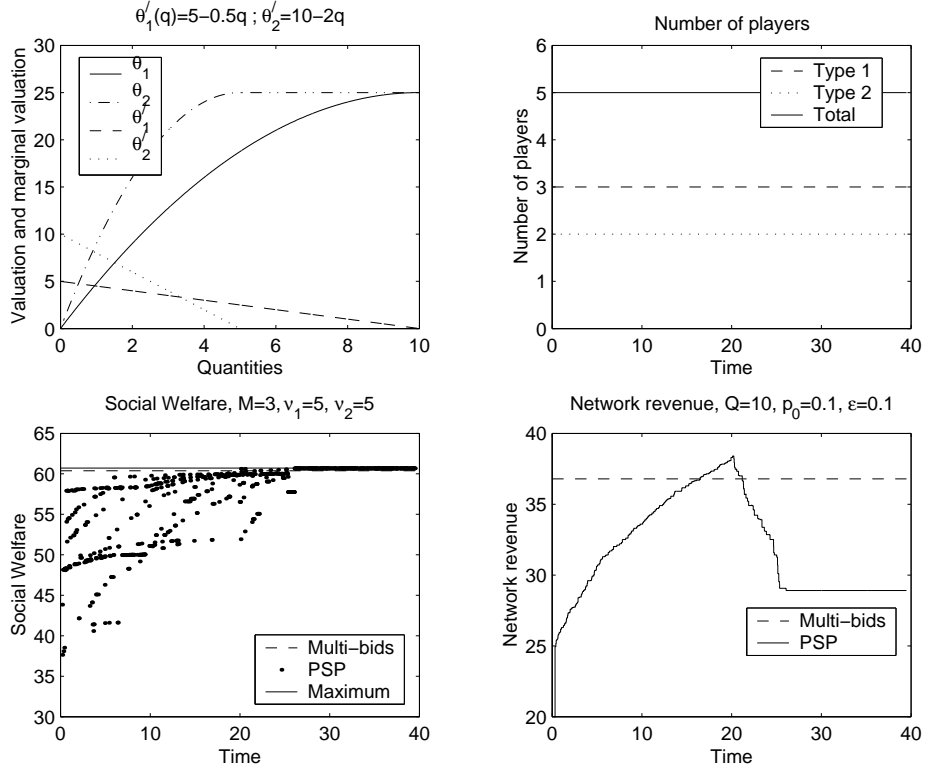 θ₁′(q)=5−0.5q ; θ₂′=10−2q
Valuation and marginal valuation
30
25
20
15
10
5
0
θ₁
θ₂
θ₁′
θ₂′
0 2 4 6 8 10
Quantities
Number of players
Number of players
6
5
4
3
2
1
0
Type 1
Type 2
Total
0 10 20 30 40
Time
Social Welfare, M=3, ν₁=5, ν₂=5
Social Welfare
65
60
55
50
45
40
35
30
Multi−bids
PSP
Maximum
0 10 20 30 40
Time
Network revenue, Q=10, p₀=0.1, ε=0.1
Network revenue
40
35
30
25
20
Multi−bids
PSP
0 10 20 30 40
Time